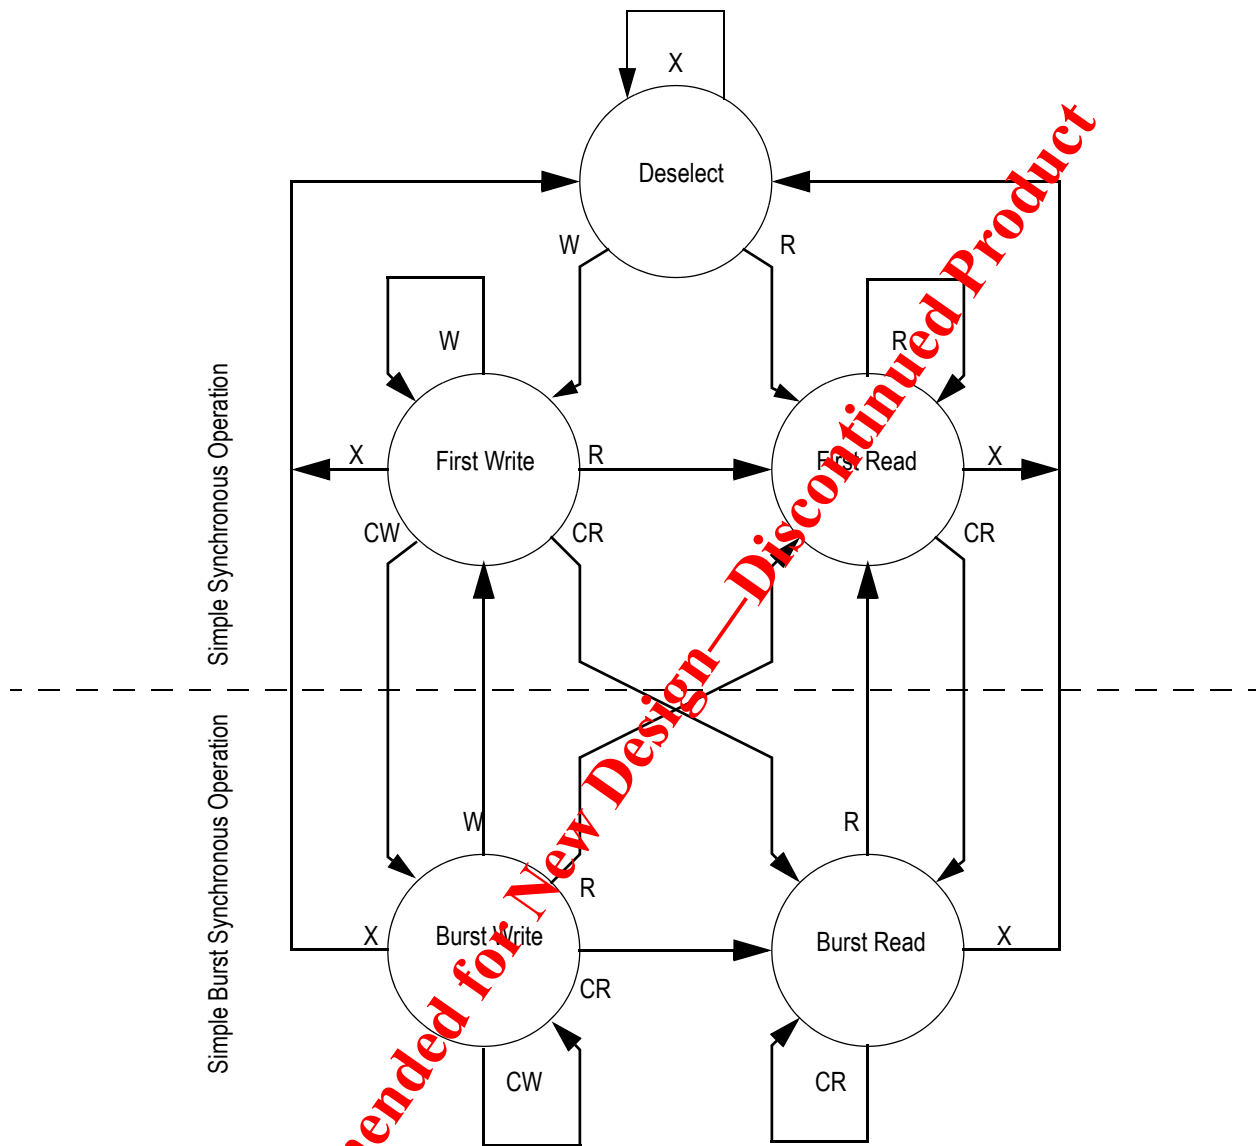 X
Deselect
W
R
W
R
X
First Write
R
First Read
X
CW
CR
CR
Simple Synchronous Operation
W
R
R
X
Burst Write
CR
Burst Read
X
Simple Burst Synchronous Operation
CW
CR
for New Design—Discontinued Product